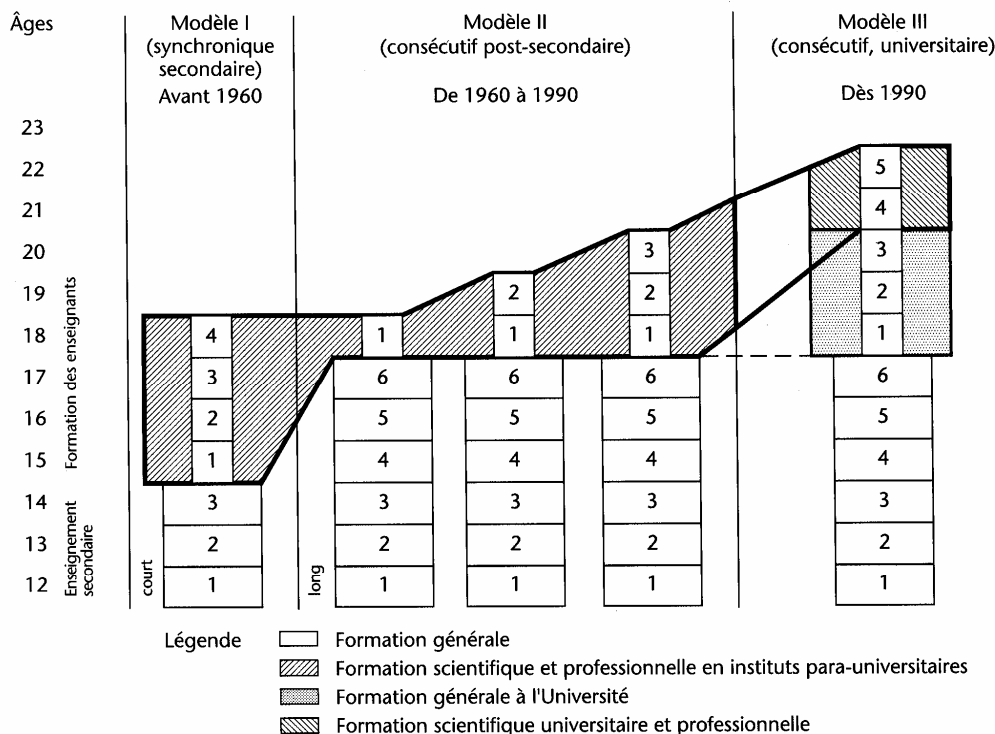 Âges
Modèle I
(synchronique
secondaire)
Avant 1960
Modèle II
(consécutif post-secondaire)
De 1960 à 1990
Modèle III
(consécutif, universitaire)
Dès 1990
23
22 5
21 4
20 3 3
19 2 2 3
18 4 1 1 1 1
17 3 6 6 6 6
16 2 5 5 5 5
15 1 4 4 4 4
14 3 3 3 3 3
13 2 2 2 2 2
12 1 1 1 1 1
Formation des enseignants
Enseignement
secondaire
court
long
Légende
Formation générale
Formation scientifique et professionnelle en instituts para-universitaires
Formation générale à l'Université
Formation scientifique universitaire et professionnelle